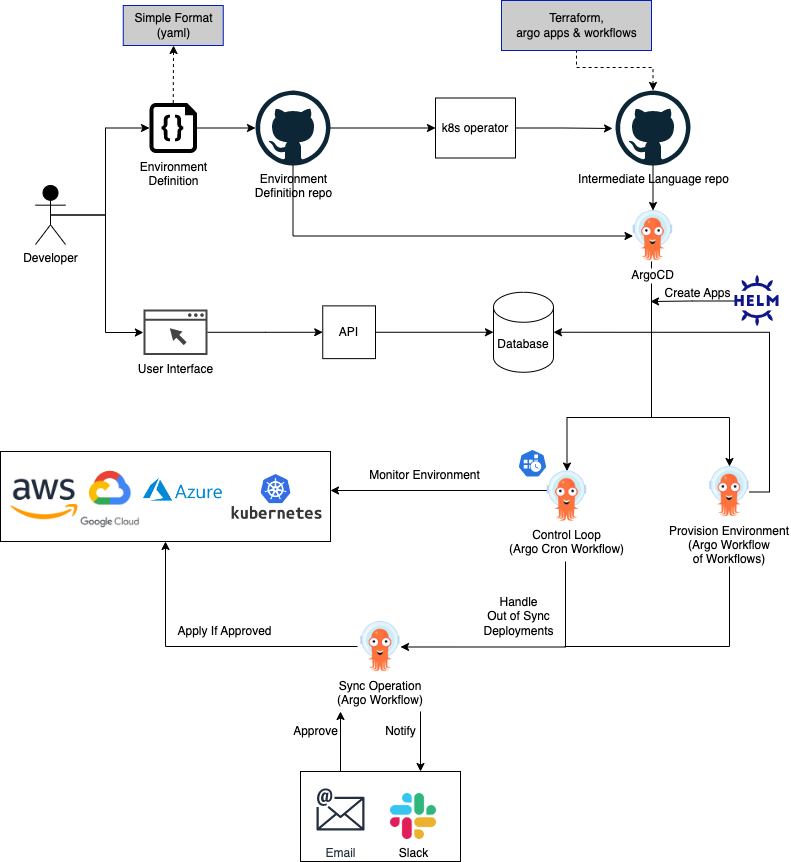 Simple Format
(yaml)
Terraform,
argo apps & workflows
{}
k8s operator
Environment
Definition
Environment
Definition repo
Intermediate Language repo
Developer
ArgoCD
Create Apps
HELM
User Interface
API
Database
aws
Google Cloud
Azure
kubernetes
Monitor Environment
Control Loop
(Argo Cron Workflow)
Provision Environment
(Argo Workflow
of Workflows)
Handle
Out of Sync
Deployments
Apply If Approved
Sync Operation
(Argo Workflow)
Approve
Notify
@
Email
Slack